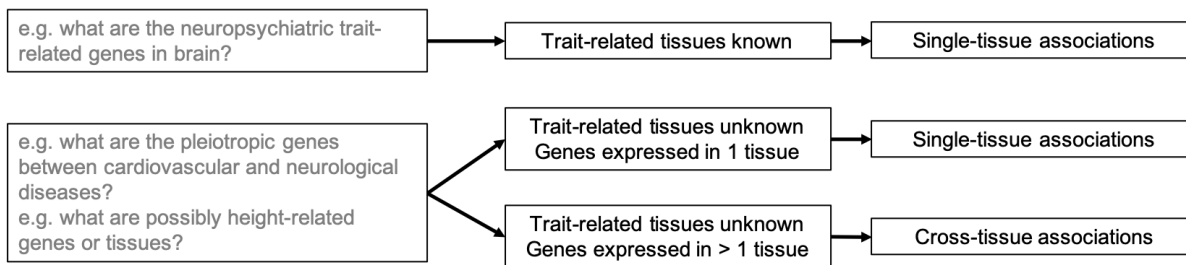 e.g. what are the neuropsychiatric trait-
related genes in brain?
Trait-related tissues known
Single-tissue associations
e.g. what are the pleiotropic genes
between cardiovascular and neurological
diseases?
e.g. what are possibly height-related
genes or tissues?
Trait-related tissues unknown
Genes expressed in 1 tissue
Single-tissue associations
Trait-related tissues unknown
Genes expressed in > 1 tissue
Cross-tissue associations